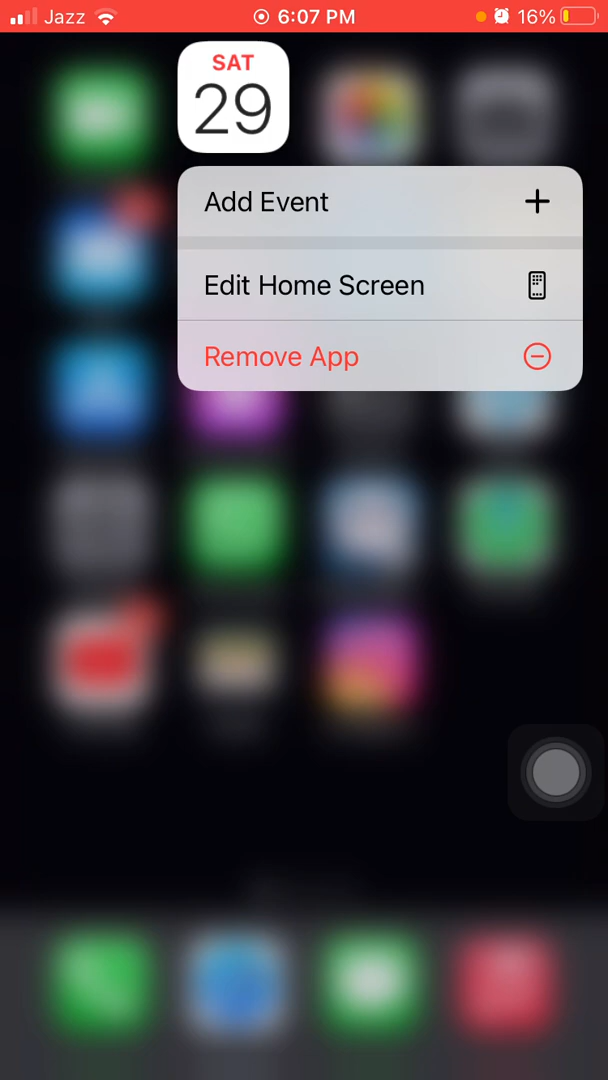 Jazz 6:07 PM 16%
SAT
29
Add Event
Edit Home Screen
Remove App